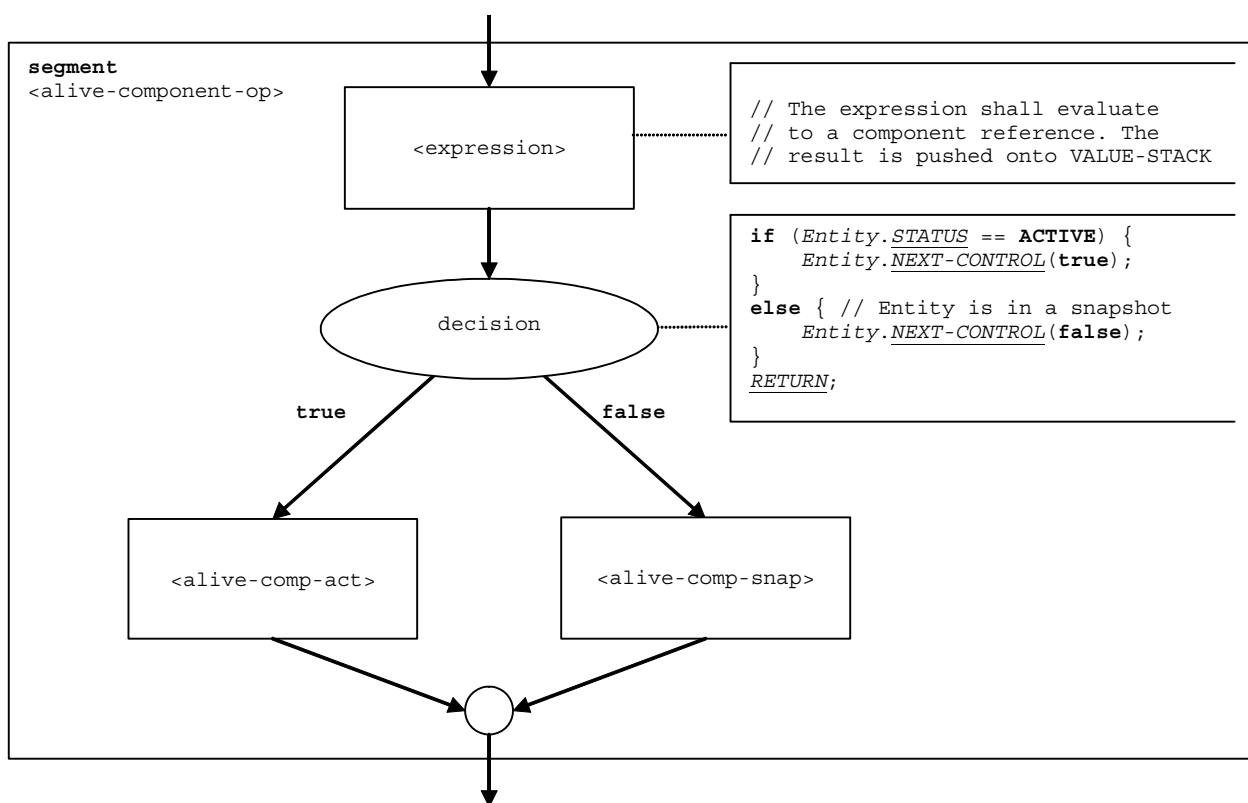 segment
<alive-component-op>
<expression>
// The expression shall evaluate
// to a component reference. The
// result is pushed onto VALUE-STACK
decision
if (Entity.STATUS == ACTIVE) {
    Entity.NEXT-CONTROL(true);
}
else { // Entity is in a snapshot
    Entity.NEXT-CONTROL(false);
}
RETURN;
true
false
<alive-comp-act>
<alive-comp-snap>